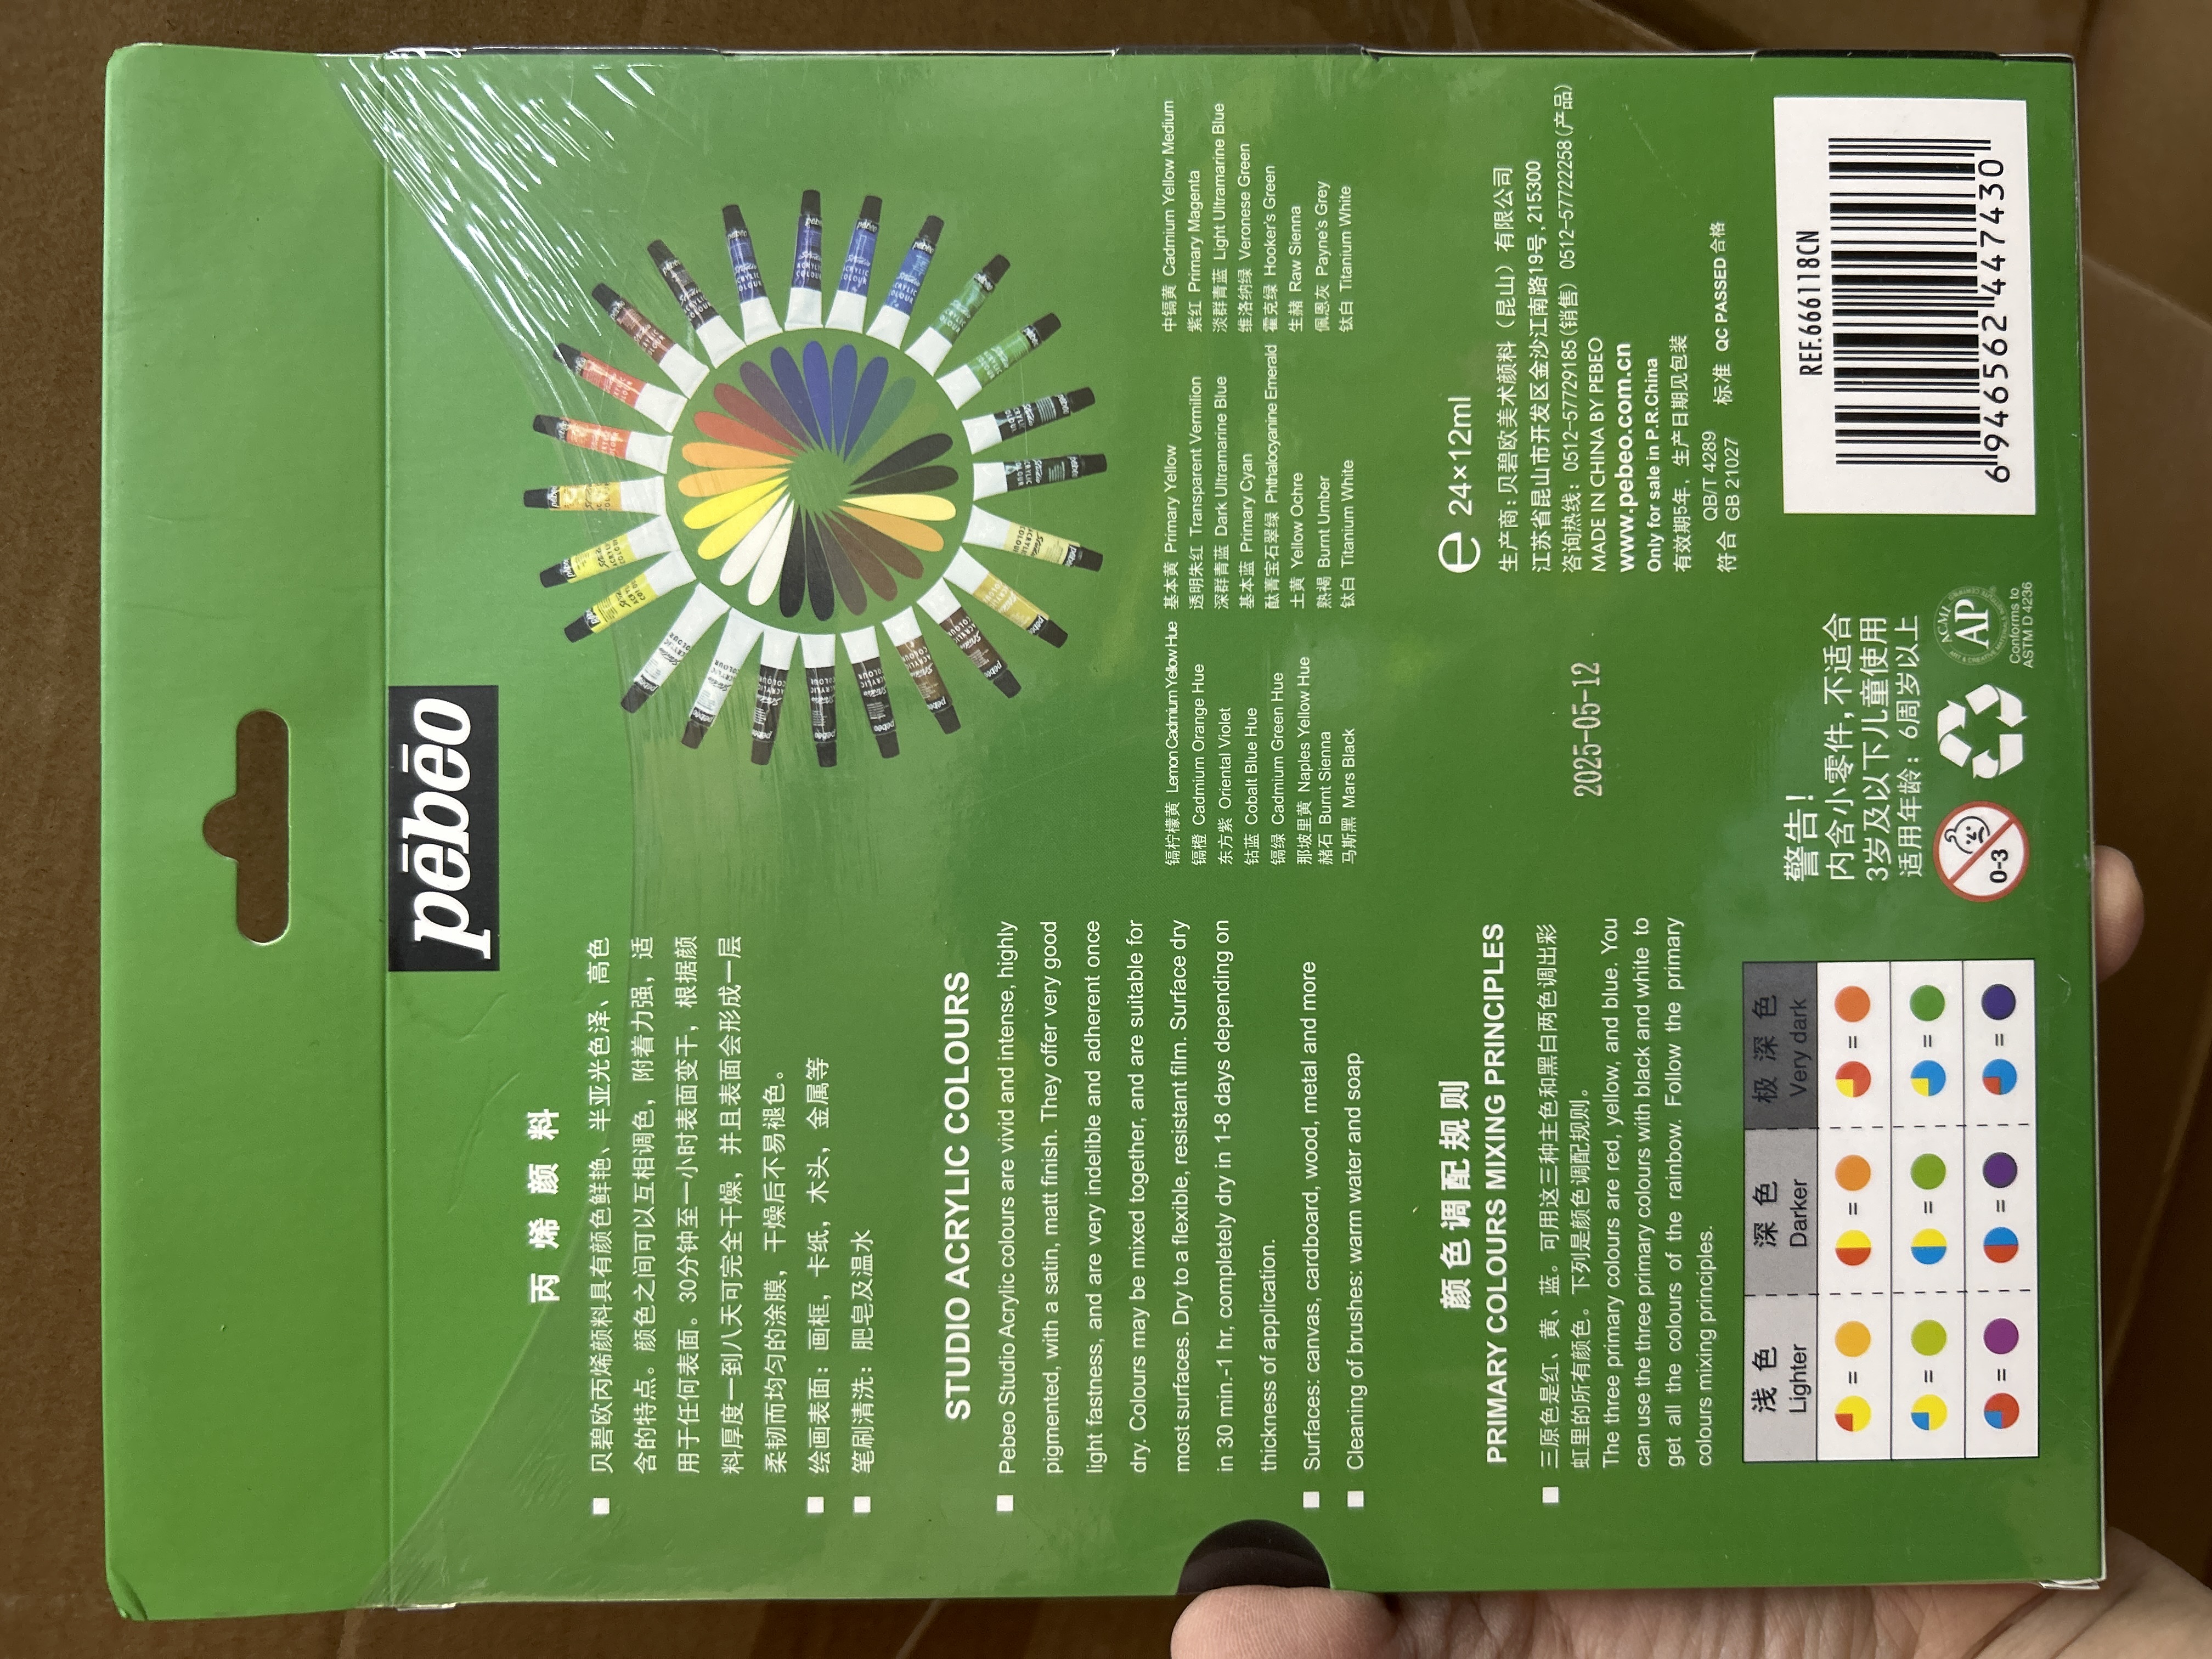 pēbēo
丙烯颜料
■ 贝碧欧丙烯颜料具有颜色鲜艳、半亚光色泽、高色
含的特点。颜色之间可以互相调色，附着力强，适
用于任何表面。30分钟至一小时表面变干，根据颜
料厚度一到八天可完全干燥，并且表面会形成一层
柔韧而均匀的涂膜，干燥后不易褪色。
■ 绘画表面：画框，卡纸，木头，金属等
■ 笔刷清洗：肥皂及温水
STUDIO ACRYLIC COLOURS
■ Pebeo Studio Acrylic colours are vivid and intense, highly
pigmented, with a satin, matt finish. They offer very good
light fastness, and are very indelible and adherent once
dry. Colours may be mixed together, and are suitable for
most surfaces. Dry to a flexible, resistant film. Surface dry
in 30 min.-1 hr, completely dry in 1-8 days depending on
thickness of application.
■ Surfaces: canvas, cardboard, wood, metal and more
■ Cleaning of brushes: warm water and soap
颜色调配规则
PRIMARY COLOURS MIXING PRINCIPLES
■ 三原色是红、黄、蓝。可用这三种主色和黑白两色调出彩
虹里的所有颜色。下列是颜色调配规则。
The three primary colours are red, yellow, and blue. You
can use the three primary colours with black and white to
get all the colours of the rainbow. Follow the primary
colours mixing principles.
浅色 深色 极深色
Lighter Darker Very dark
= = =
= = =
= = =
镉柠檬黄 Lemon Cadmium Yellow Hue
镉橙 Cadmium Orange Hue
东方紫 Oriental Violet
钴蓝 Cobalt Blue Hue
镉绿 Cadmium Green Hue
那坡里黄 Naples Yellow Hue
赭石 Burnt Sienna
马斯黑 Mars Black
基本黄 Primary Yellow
透明朱红 Transparent Vermilion
深群青蓝 Dark Ultramarine Blue
基本蓝 Primary Cyan
酞青宝石翠绿 Phthalocyanine Emerald
土黄 Yellow Ochre
熟褐 Burnt Umber
钛白 Titanium White
中镉黄 Cadmium Yellow Medium
紫红 Primary Magenta
淡群青蓝 Light Ultramarine Blue
维洛纳绿 Veronese Green
霍克绿 Hooker's Green
生赭 Raw Sienna
佩恩灰 Payne's Grey
钛白 Titanium White
e 24×12ml
生产商:贝碧欧美术颜料（昆山）有限公司
江苏省昆山市开发区金沙江南路19号,215300
咨询热线：0512-57729185(销售) 0512-57722258(产品)
MADE IN CHINA BY PEBEO
www.pebeo.com.cn
Only for sale in P.R.China
有效期5年，生产日期见包装
符合 QB/T 4289
GB 21027 标准 QC PASSED 合格
2025-05-12
警告!
内含小零件,不适合
3岁及以下儿童使用
适用年龄：6周岁以上
0-3
ACMI
AP
ART & CREATIVE MATERIALS INSTITUTE CERTIFIED
Conforms to
ASTM D 4236
REF.666118CN
6946562447430